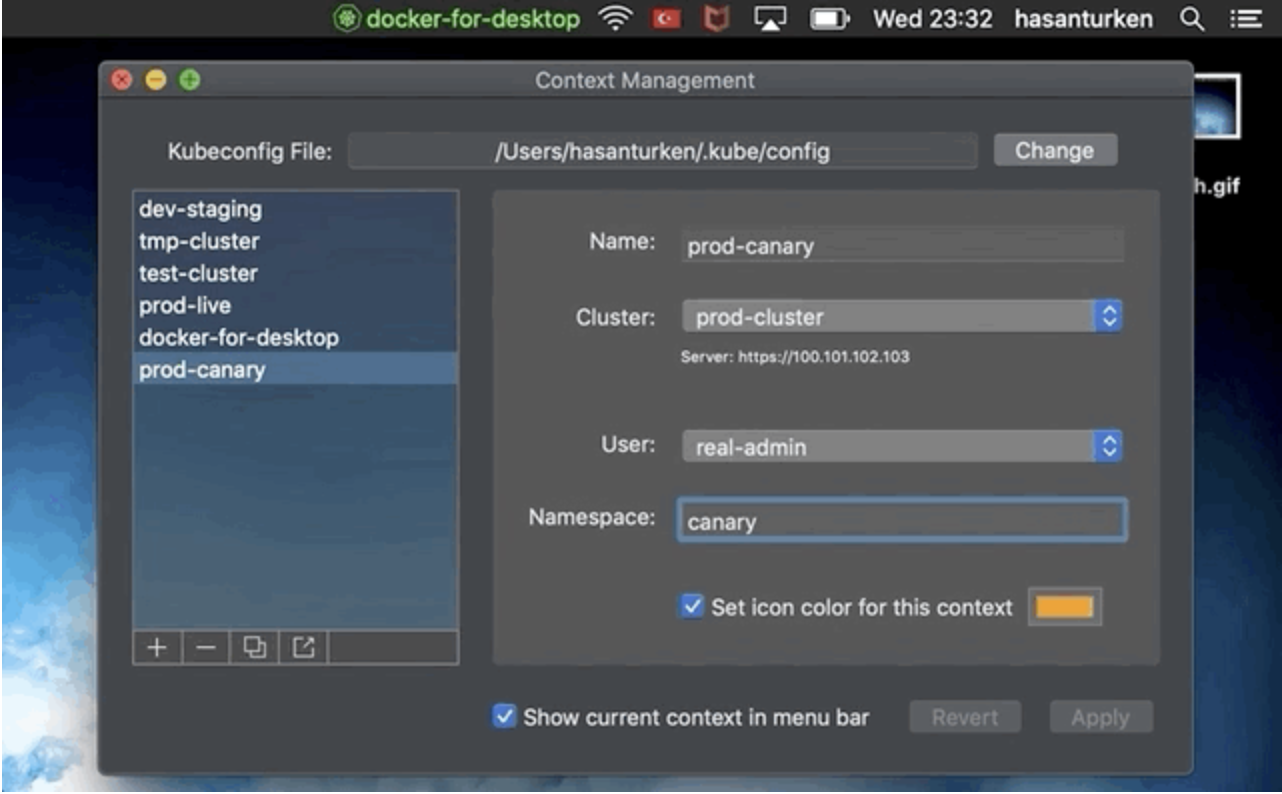 docker-for-desktop Wed 23:32 hasanturken
Context Management
Kubeconfig File: /Users/hasanturken/.kube/config Change
h.gif
dev-staging
tmp-cluster
test-cluster
prod-live
docker-for-desktop
prod-canary
Name: prod-canary
Cluster: prod-cluster
Server: https://100.101.102.103
User: real-admin
Namespace: canary
Set icon color for this context
Show current context in menu bar Revert Apply